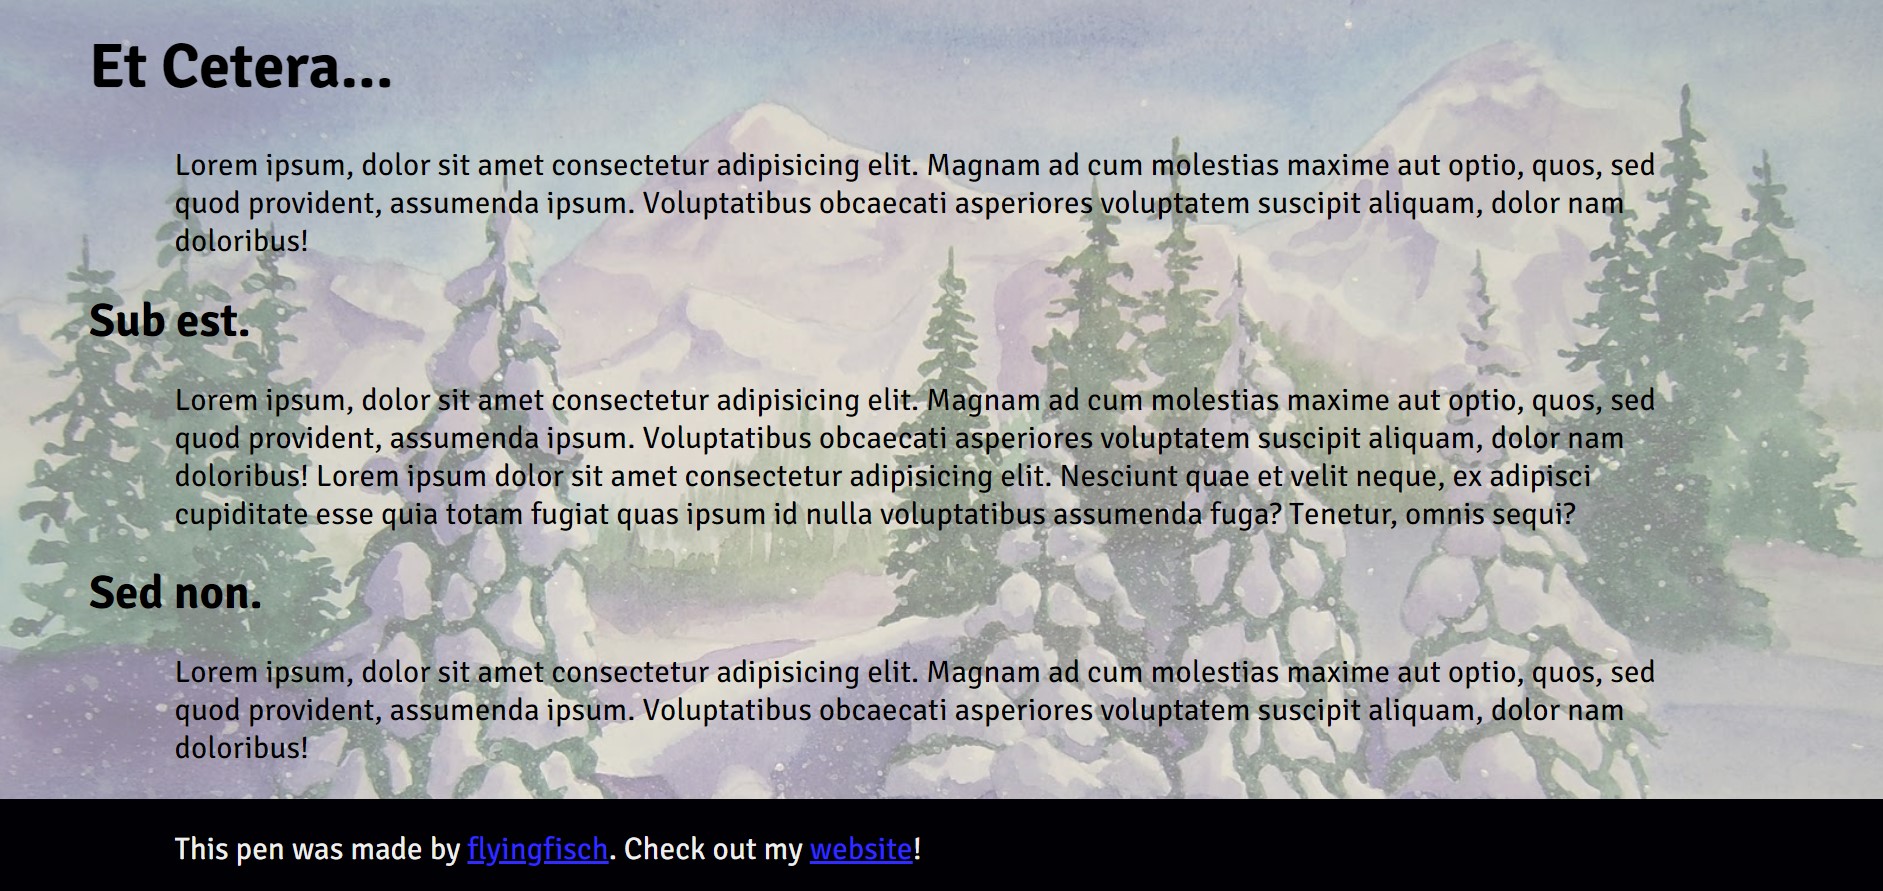 Et Cetera...
Lorem ipsum, dolor sit amet consectetur adipisicing elit. Magnam ad cum molestias maxime aut optio, quos, sed
quod provident, assumenda ipsum. Voluptatibus obcaecati asperiores voluptatem suscipit aliquam, dolor nam
doloribus!
Sub est.
Lorem ipsum, dolor sit amet consectetur adipisicing elit. Magnam ad cum molestias maxime aut optio, quos, sed
quod provident, assumenda ipsum. Voluptatibus obcaecati asperiores voluptatem suscipit aliquam, dolor nam
doloribus! Lorem ipsum dolor sit amet consectetur adipisicing elit. Nesciunt quae et velit neque, ex adipisci
cupiditate esse quia totam fugiat quas ipsum id nulla voluptatibus assumenda fuga? Tenetur, omnis sequi?
Sed non.
Lorem ipsum, dolor sit amet consectetur adipisicing elit. Magnam ad cum molestias maxime aut optio, quos, sed
quod provident, assumenda ipsum. Voluptatibus obcaecati asperiores voluptatem suscipit aliquam, dolor nam
doloribus!
This pen was made by flyingfisch. Check out my website!